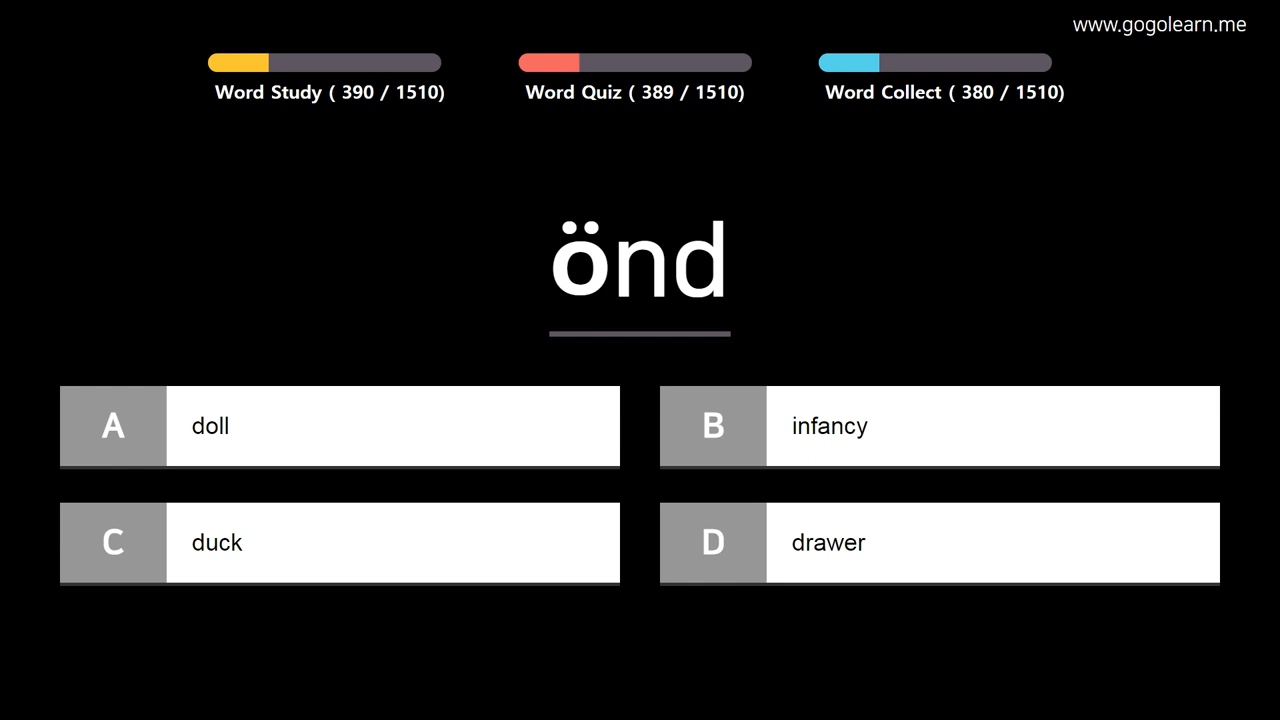 www.gogolearn.me
Word Study ( 390 / 1510)
Word Quiz ( 389 / 1510)
Word Collect ( 380 / 1510)
önd
A doll
B infancy
C duck
D drawer